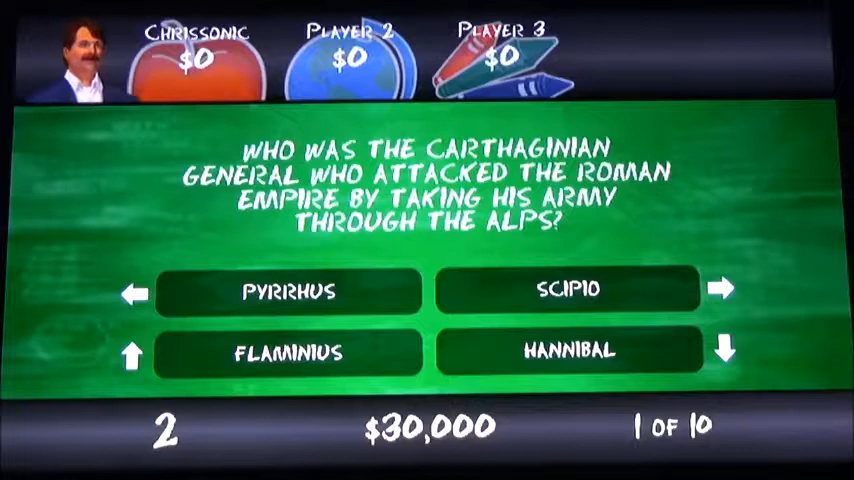 CHRISSONIC PLAYER 2 PLAYER 3
$0 $0 $0
WHO WAS THE CARTHAGINIAN
GENERAL WHO ATTACKED THE ROMAN
EMPIRE BY TAKING HIS ARMY
THROUGH THE ALPS?
PYRRHUS SCIPIO
FLAMINIUS HANNIBAL
2 $30,000 1 OF 10